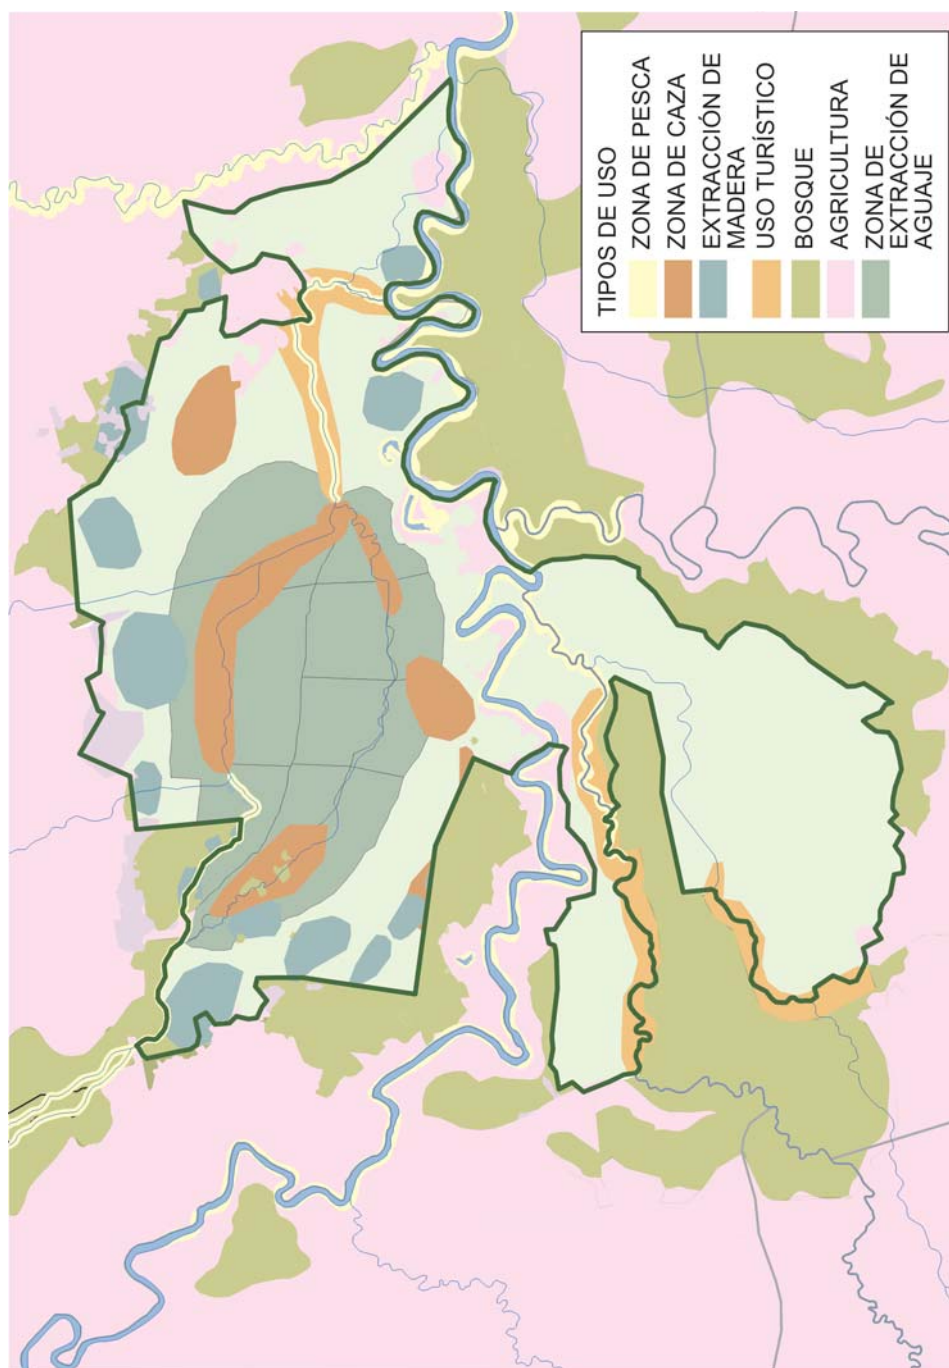 TIPOS DE USO
ZONA DE PESCA
ZONA DE CAZA
EXTRACCIÓN DE
MADERA
USO TURÍSTICO
BOSQUE
AGRICULTURA
ZONA DE
EXTRACCIÓN DE
AGUAJE